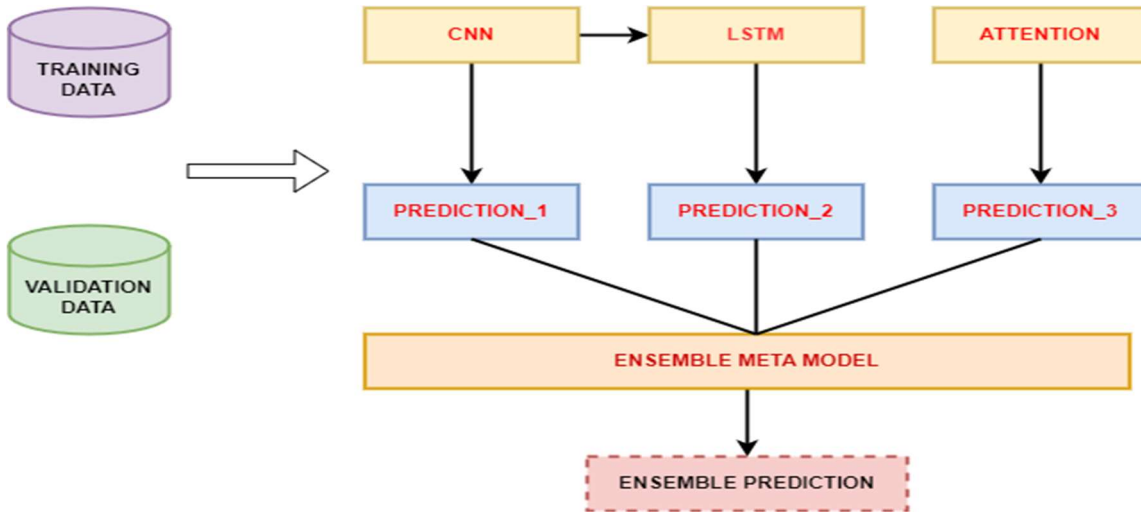 TRAINING
DATA
VALIDATION
DATA
CNN
LSTM
ATTENTION
PREDICTION_1
PREDICTION_2
PREDICTION_3
ENSEMBLE META MODEL
ENSEMBLE PREDICTION